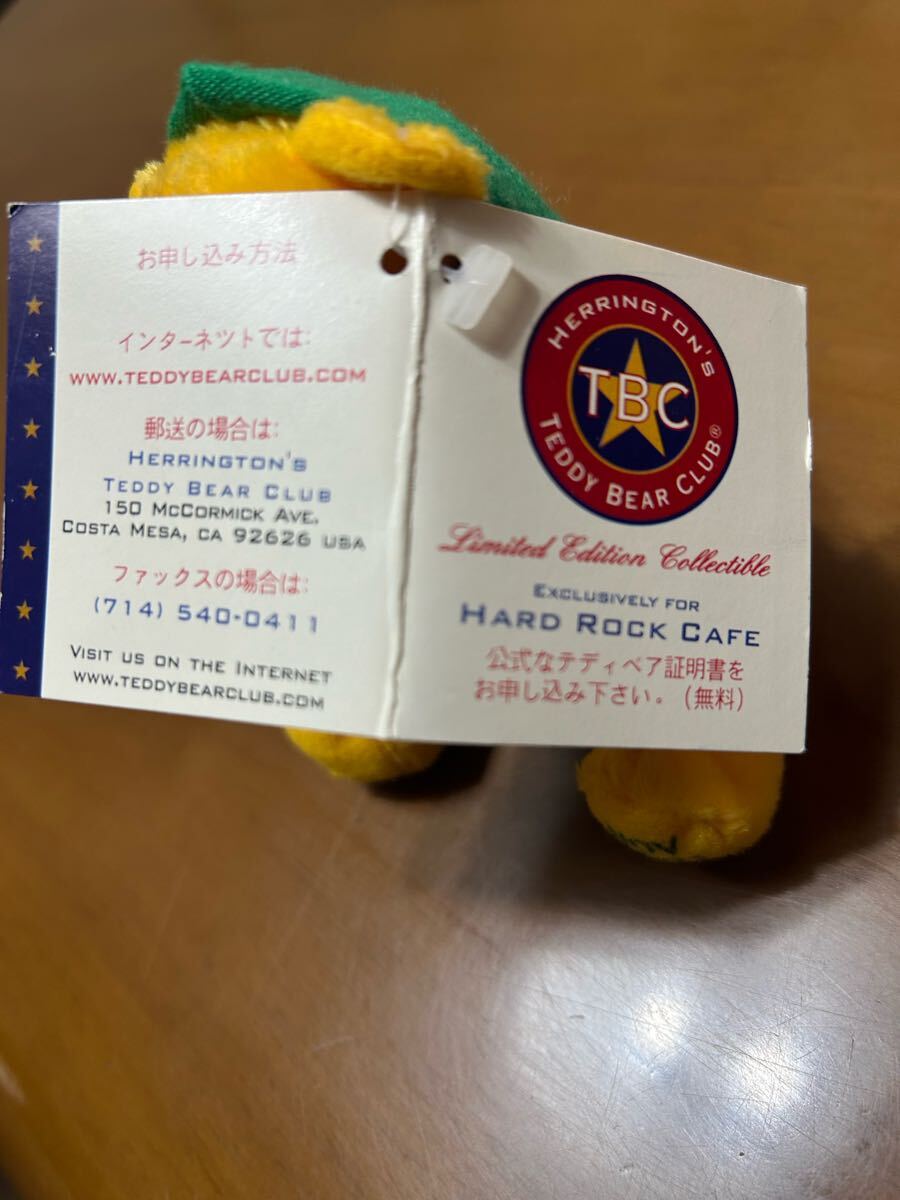 お申し込み方法
インターネツトでは:
WWW.TEDDYBEARCLUB.COM
郵送の場合は:
HERRINGTON'S
TEDDY BEAR CLUB
150 MCCORMICK AVE.
COSTA MESA, CA 92626 USA
ファックスの場合は:
(714) 540-0411
VISIT US ON THE INTERNET
WWW.TEDDYBEARCLUB.COM
HERRINGTON'S
TBC
TEDDY BEAR CLUB®
Limited Edition Collectible
EXCLUSIVELY FOR
HARD ROCK CAFE
公式なテディベア証明書を
お申し込み下さい。(無料)